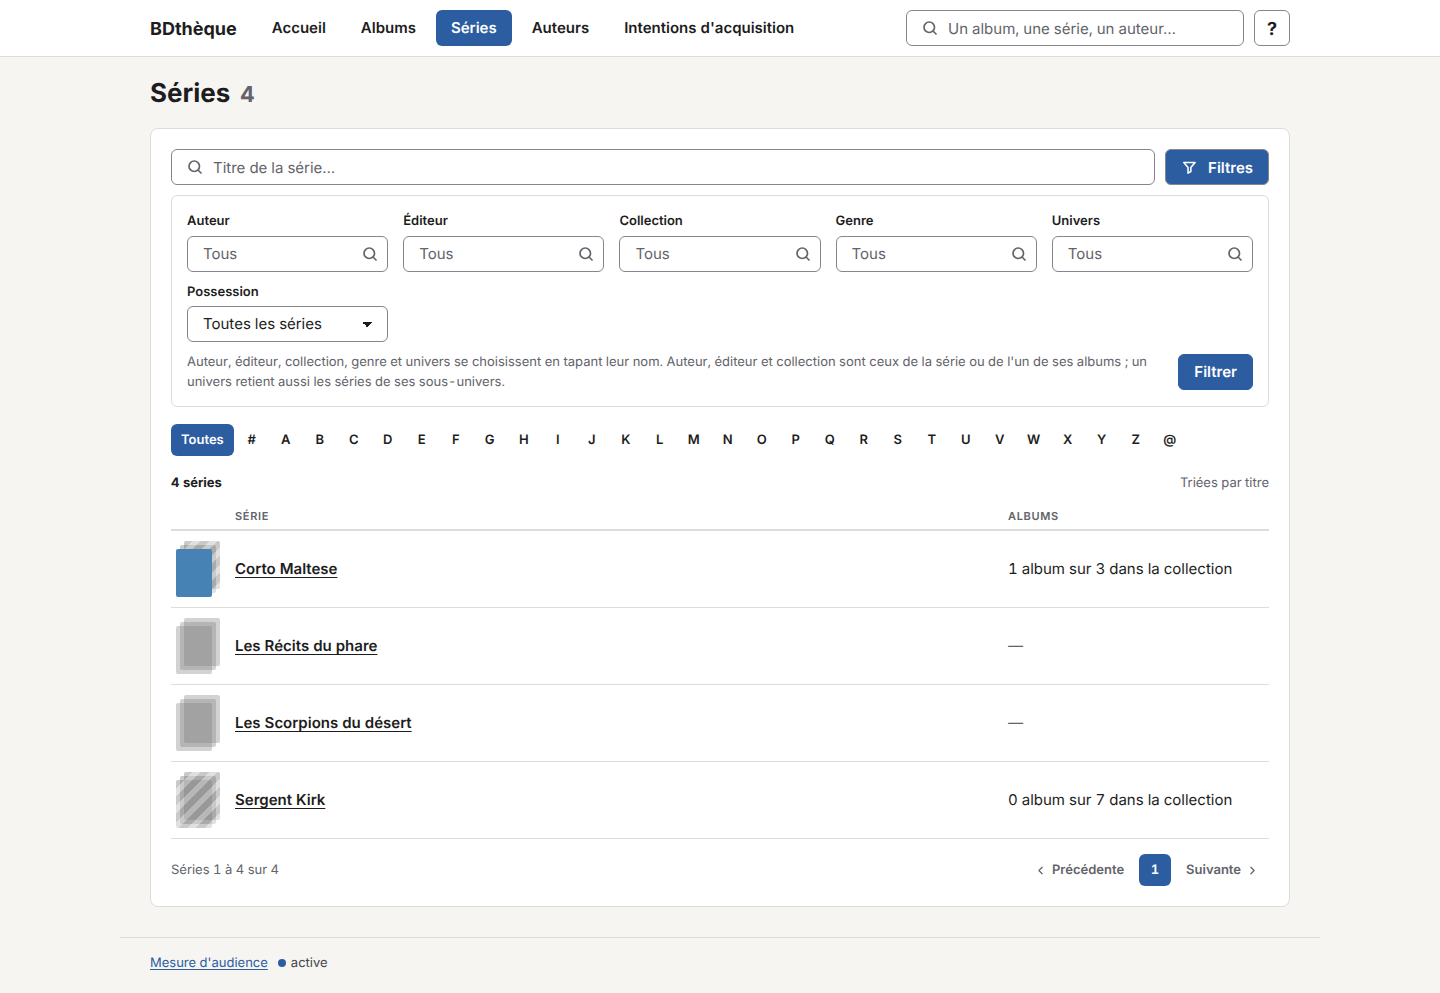 BDthèque Accueil Albums Séries Auteurs Intentions d'acquisition Un album, une série, un auteur... ?
Séries 4
Titre de la série... Filtres
Auteur Éditeur Collection Genre Univers
Tous Tous Tous Tous Tous
Possession
Toutes les séries
Auteur, éditeur, collection, genre et univers se choisissent en tapant leur nom. Auteur, éditeur et collection sont ceux de la série ou de l'un de ses albums ; un
univers retient aussi les séries de ses sous-univers.
Filtrer
Toutes # A B C D E F G H I J K L M N O P Q R S T U V W X Y Z @
4 séries Triées par titre
SÉRIE ALBUMS
Corto Maltese 1 album sur 3 dans la collection
Les Récits du phare —
Les Scorpions du désert —
Sergent Kirk 0 album sur 7 dans la collection
Séries 1 à 4 sur 4 ‹ Précédente 1 Suivante ›
Mesure d'audience active